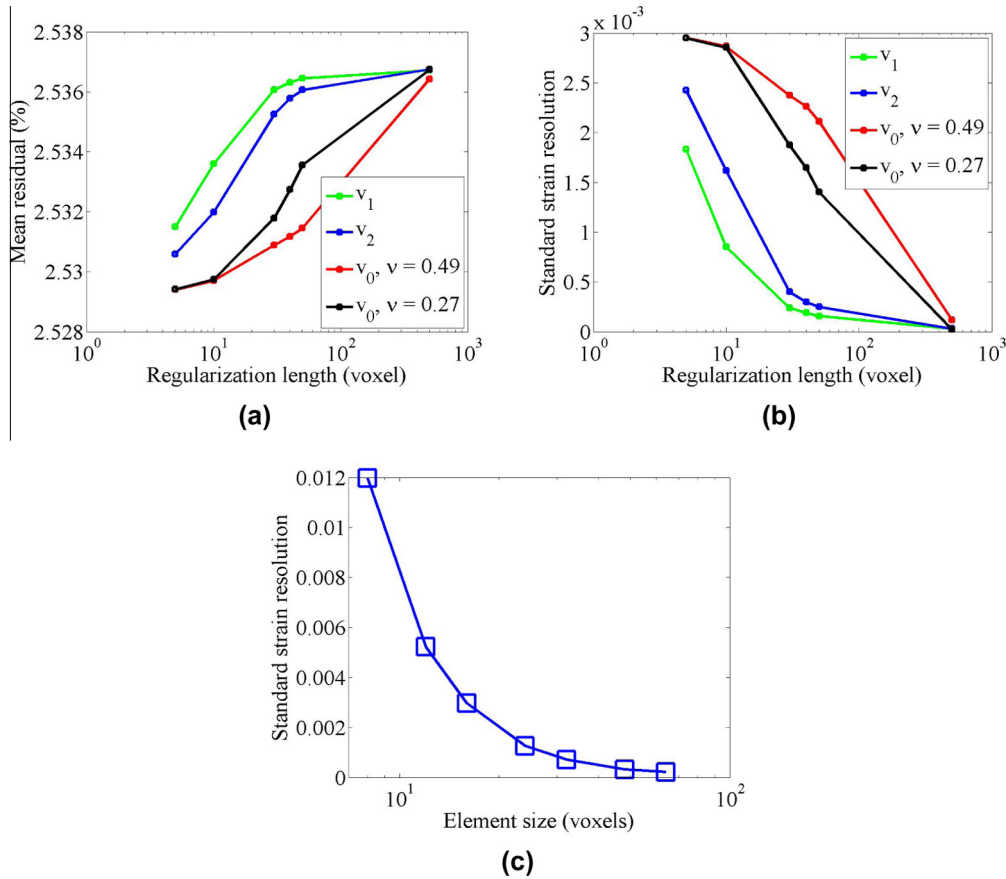 2.538
2.536
2.534
2.532
2.53
2.528
Mean residual (%)
v1
v2
v0, ν = 0.49
v0, ν = 0.27
10^0
10^1
10^2
10^3
Regularization length (voxel)
(a)
x 10^-3
3
2.5
2
1.5
1
0.5
0
Standard strain resolution
v1
v2
v0, ν = 0.49
v0, ν = 0.27
10^0
10^1
10^2
10^3
Regularization length (voxel)
(b)
0.012
0.01
0.008
0.006
0.004
0.002
0
Standard strain resolution
10^1
10^2
Element size (voxels)
(c)